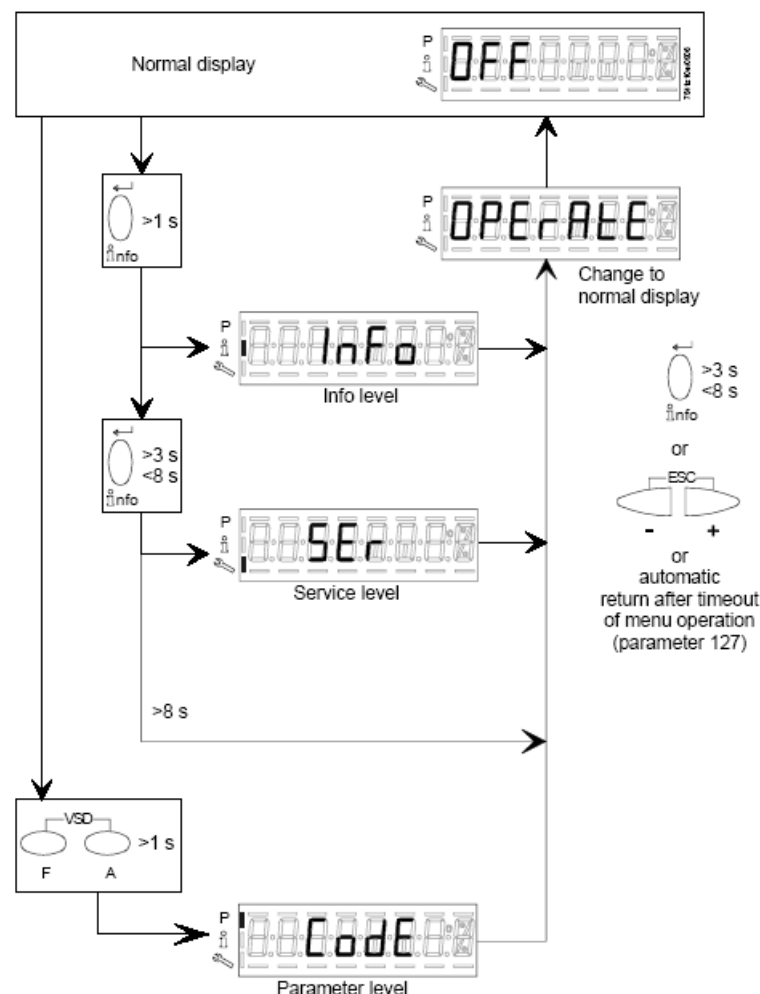 Normal display
P
i
OFF
>1 s
info
P
i
OPErAtE
Change to
normal display
P
i
InFo
Info level
>3 s
<8 s
info
>3 s
<8 s
info
or
ESC
- +
or
automatic
return after timeout
of menu operation
(parameter 127)
P
i
SEr
Service level
>8 s
VSD
>1 s
F A
P
i
CodE
Parameter level